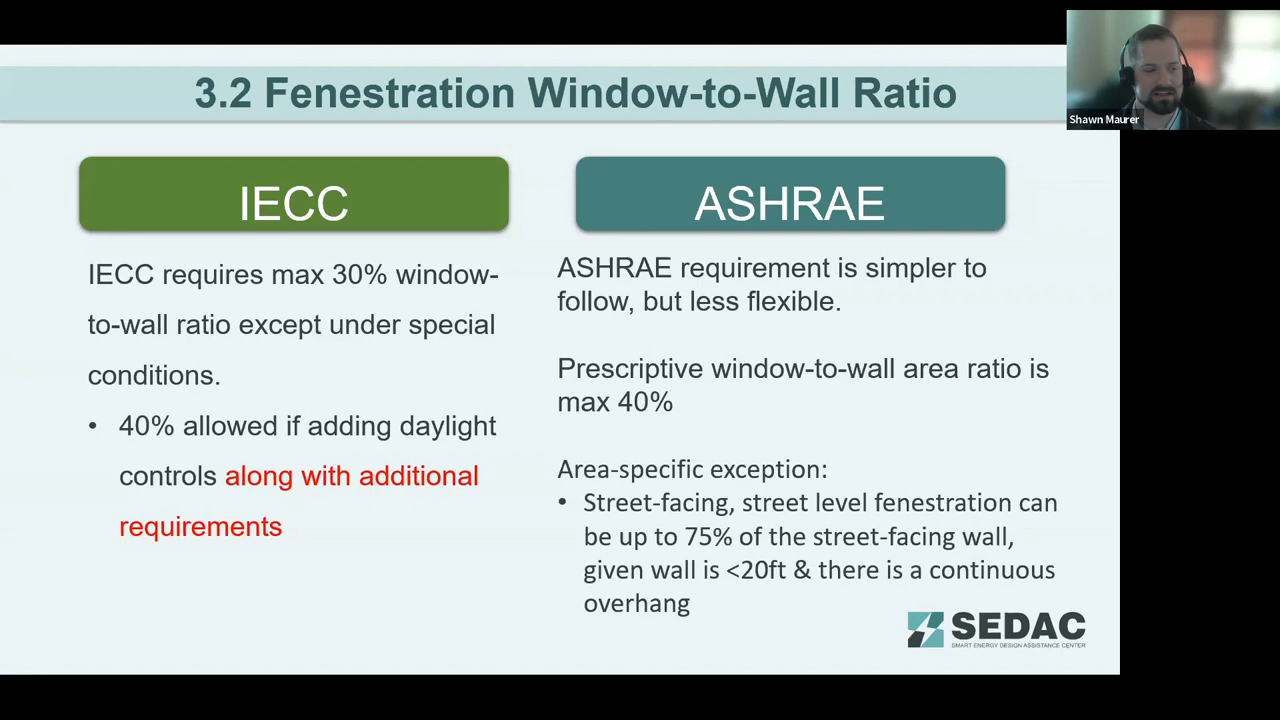 3.2 Fenestration Window-to-Wall Ratio
Shawn Maurer
IECC
IECC requires max 30% window-
to-wall ratio except under special
conditions.
• 40% allowed if adding daylight
controls along with additional
requirements
ASHRAE
ASHRAE requirement is simpler to
follow, but less flexible.
Prescriptive window-to-wall area ratio is
max 40%
Area-specific exception:
• Street-facing, street level fenestration can
be up to 75% of the street-facing wall,
given wall is <20ft & there is a continuous
overhang
SEDAC
SMART ENERGY DESIGN ASSISTANCE CENTER